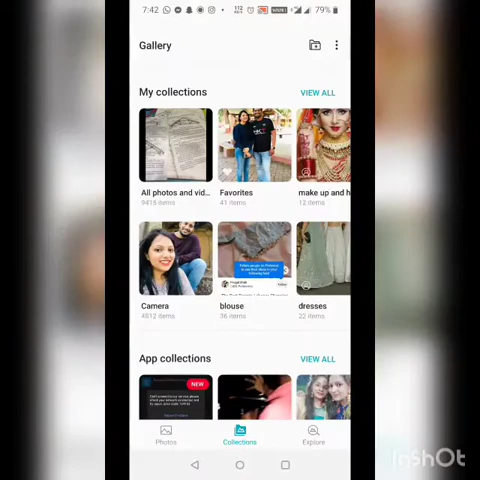 7:42
79%
Gallery
My collections
VIEW ALL
All photos and vid...
9415 items
Favorites
41 items
make up and h
12 items
Camera
4512 items
blouse
36 items
dresses
22 items
App collections
VIEW ALL
NEW
Photos
Collections
Explore
InShOt